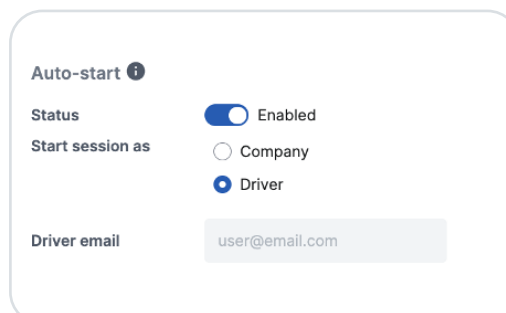 Auto-start
Status Enabled
Start session as Company
Driver
Driver email user@email.com